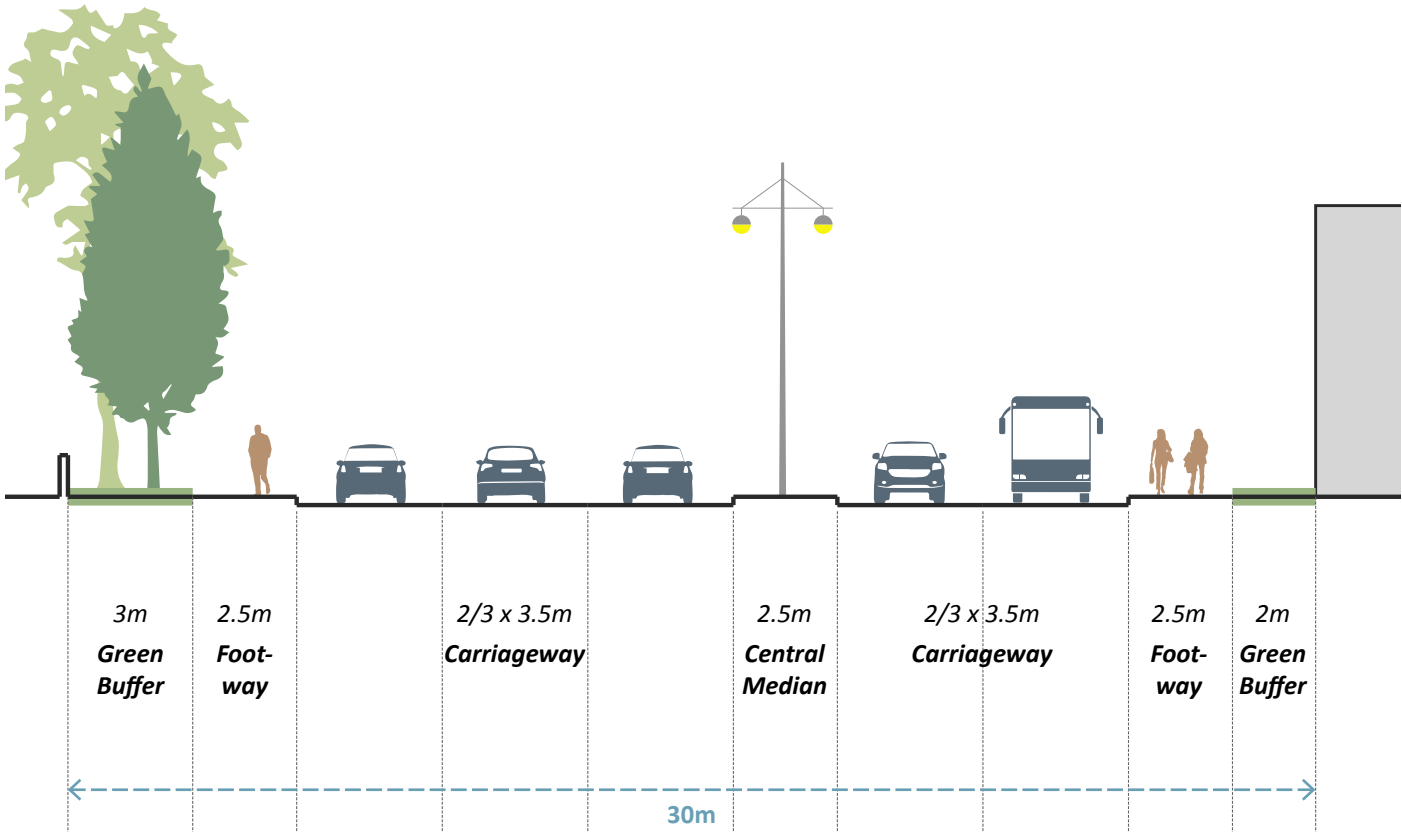 3m
Green
Buffer
2.5m
Foot-
way
2/3 x 3.5m
Carriageway
2.5m
Central
Median
2/3 x 3.5m
Carriageway
2.5m
Foot-
way
2m
Green
Buffer
30m